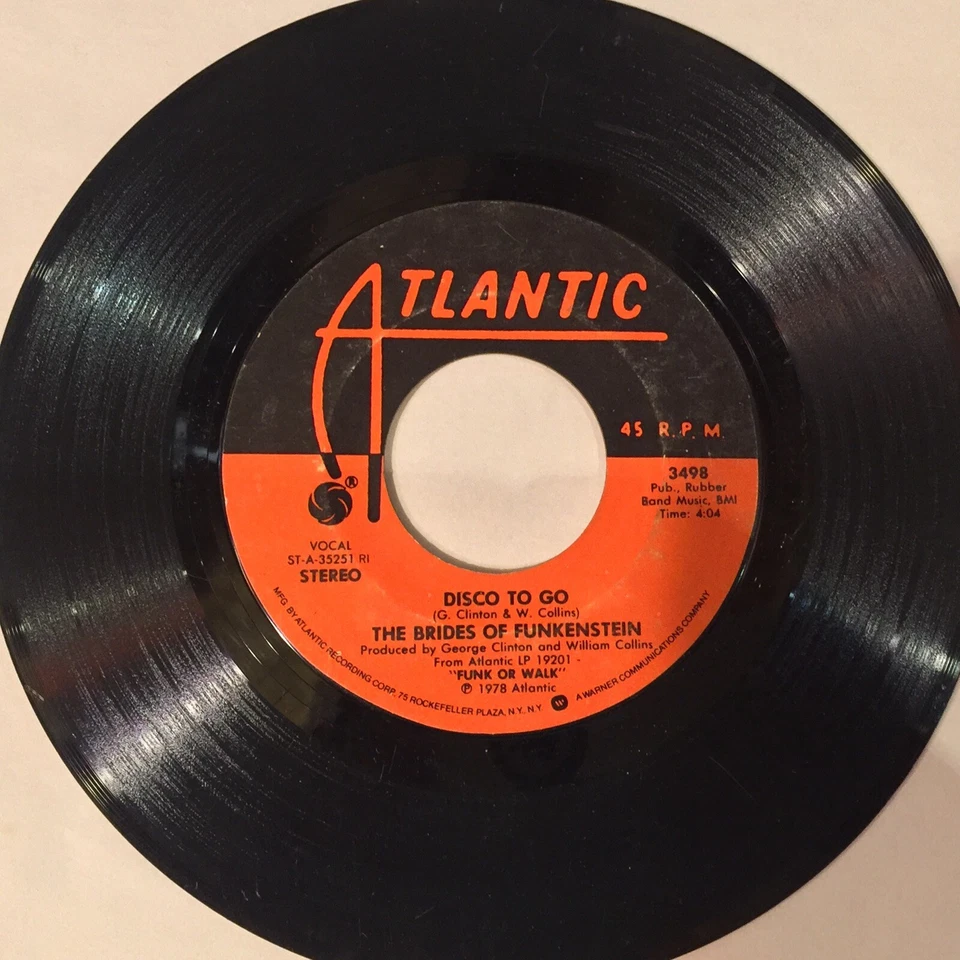 ATLANTIC
45 R.P.M.
3498
Pub., Rubber
Band Music, BMI
Time: 4:04
®
VOCAL
ST-A-35251 RI
STEREO
DISCO TO GO
(G. Clinton & W. Collins)
THE BRIDES OF FUNKENSTEIN
Produced by George Clinton and William Collins
From Atlantic LP 19201
"FUNK OR WALK"
℗ 1978 Atlantic
MFG. BY ATLANTIC RECORDING CORP., 75 ROCKEFELLER PLAZA, N.Y., N.Y. W A WARNER COMMUNICATIONS COMPANY